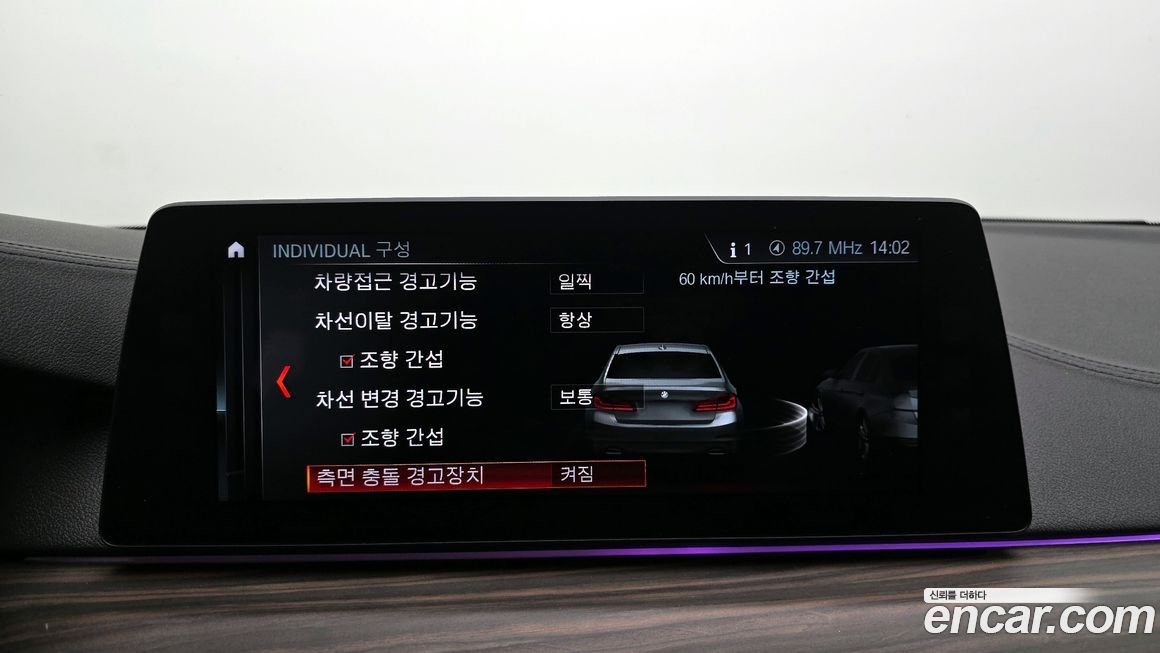 INDIVIDUAL 구성
i 1 89.7 MHz 14:02
차량접근 경고기능 일찍
60 km/h부터 조향 간섭
차선이탈 경고기능 항상
조향 간섭
차선 변경 경고기능 보통
조향 간섭
측면 충돌 경고장치 켜짐
신뢰를 더하다
encar.com